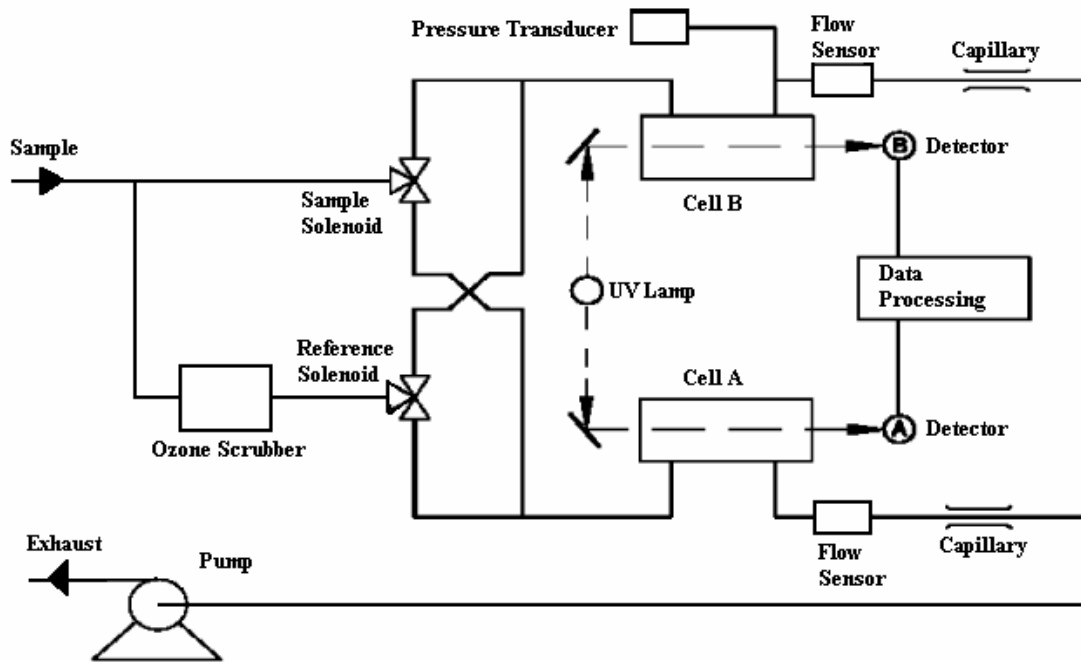 Pressure Transducer
Flow
Sensor
Capillary
Sample
Sample
Solenoid
Cell B
B
Detector
UV Lamp
Data
Processing
Reference
Solenoid
Cell A
A
Detector
Ozone Scrubber
Exhaust
Pump
Flow
Sensor
Capillary